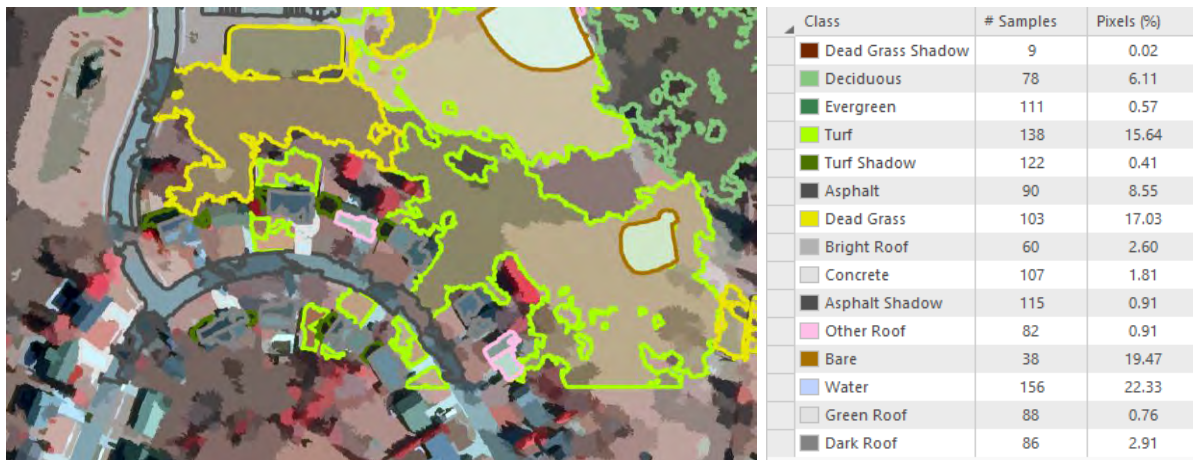 Class # Samples Pixels (%)
Dead Grass Shadow 9 0.02
Deciduous 78 6.11
Evergreen 111 0.57
Turf 138 15.64
Turf Shadow 122 0.41
Asphalt 90 8.55
Dead Grass 103 17.03
Bright Roof 60 2.60
Concrete 107 1.81
Asphalt Shadow 115 0.91
Other Roof 82 0.91
Bare 38 19.47
Water 156 22.33
Green Roof 88 0.76
Dark Roof 86 2.91